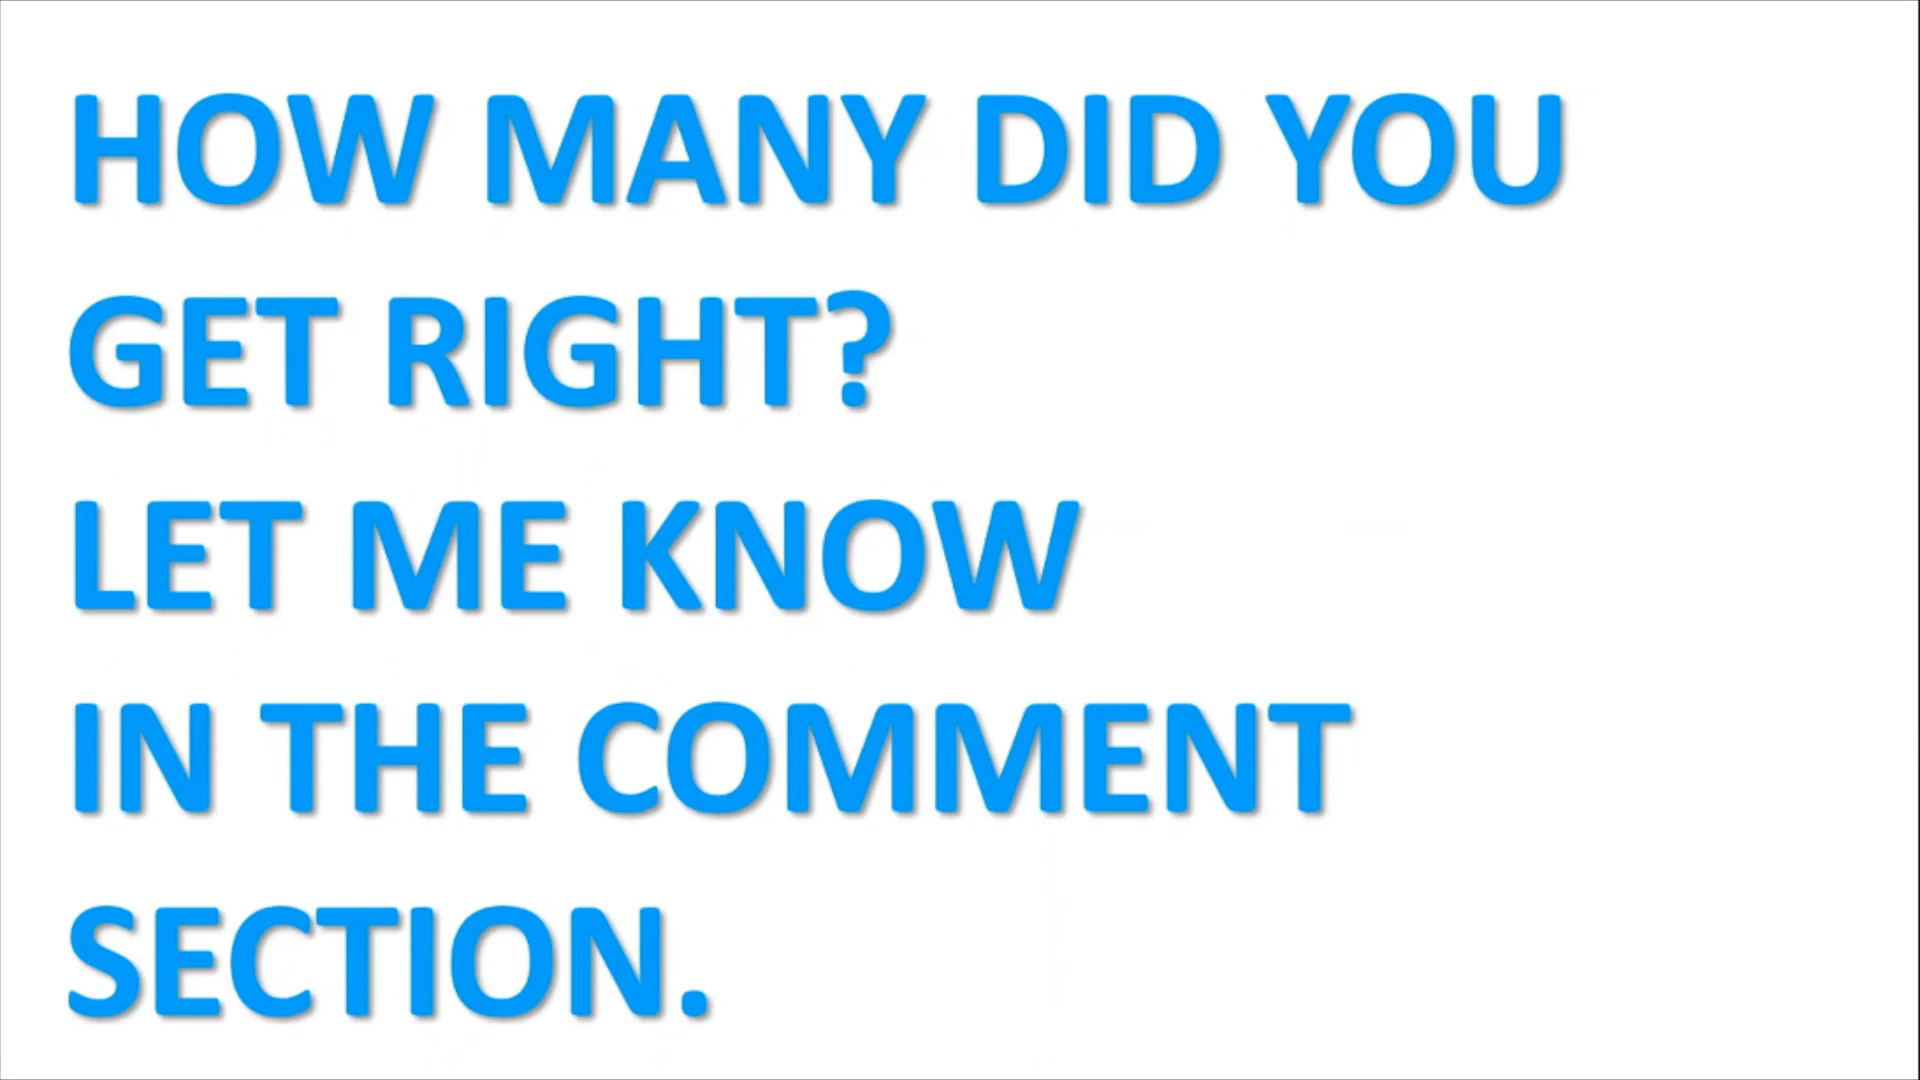 HOW MANY DID YOU
GET RIGHT?
LET ME KNOW
IN THE COMMENT
SECTION.